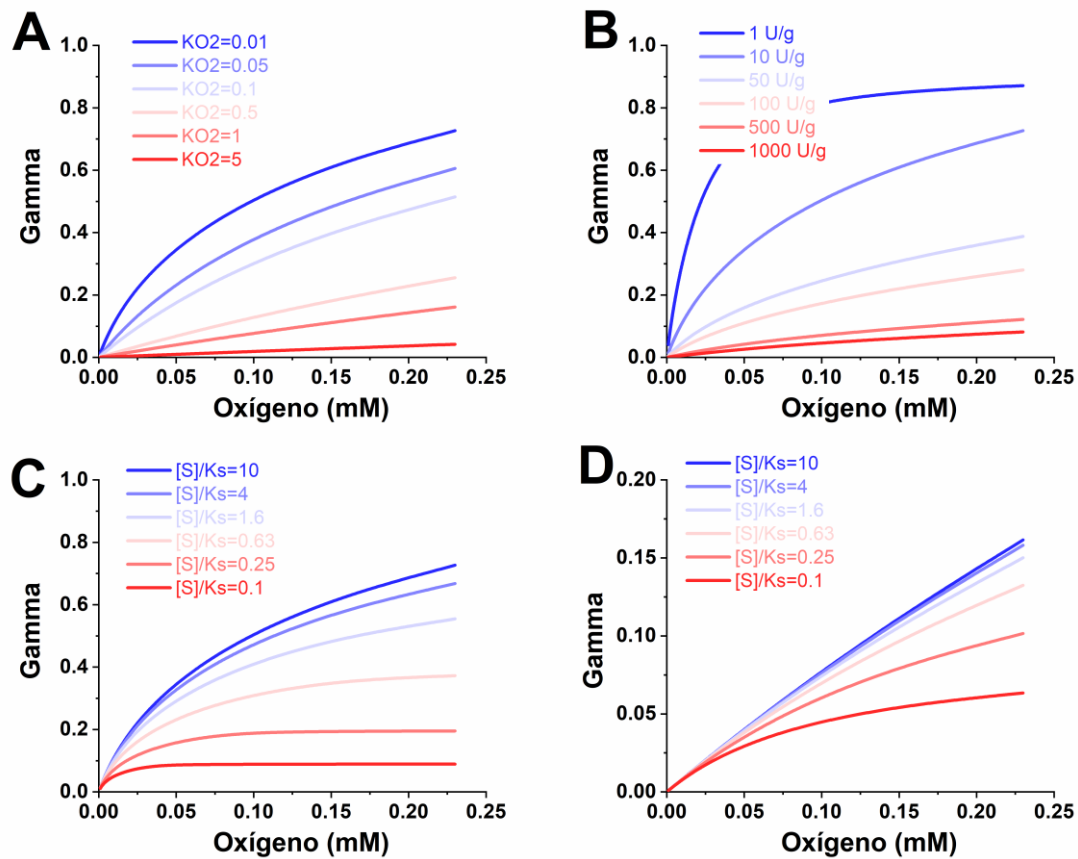 A
KO2=0.01
KO2=0.05
KO2=0.1
KO2=0.5
KO2=1
KO2=5
Gamma
1.0
0.8
0.6
0.4
0.2
0.0
0.00 0.05 0.10 0.15 0.20 0.25
Oxígeno (mM)
B
1 U/g
10 U/g
50 U/g
100 U/g
500 U/g
1000 U/g
Gamma
1.0
0.8
0.6
0.4
0.2
0.0
0.00 0.05 0.10 0.15 0.20 0.25
Oxígeno (mM)
C
[S]/Ks=10
[S]/Ks=4
[S]/Ks=1.6
[S]/Ks=0.63
[S]/Ks=0.25
[S]/Ks=0.1
Gamma
1.0
0.8
0.6
0.4
0.2
0.0
0.00 0.05 0.10 0.15 0.20 0.25
Oxígeno (mM)
D
[S]/Ks=10
[S]/Ks=4
[S]/Ks=1.6
[S]/Ks=0.63
[S]/Ks=0.25
[S]/Ks=0.1
Gamma
0.20
0.15
0.10
0.05
0.00
0.00 0.05 0.10 0.15 0.20 0.25
Oxígeno (mM)